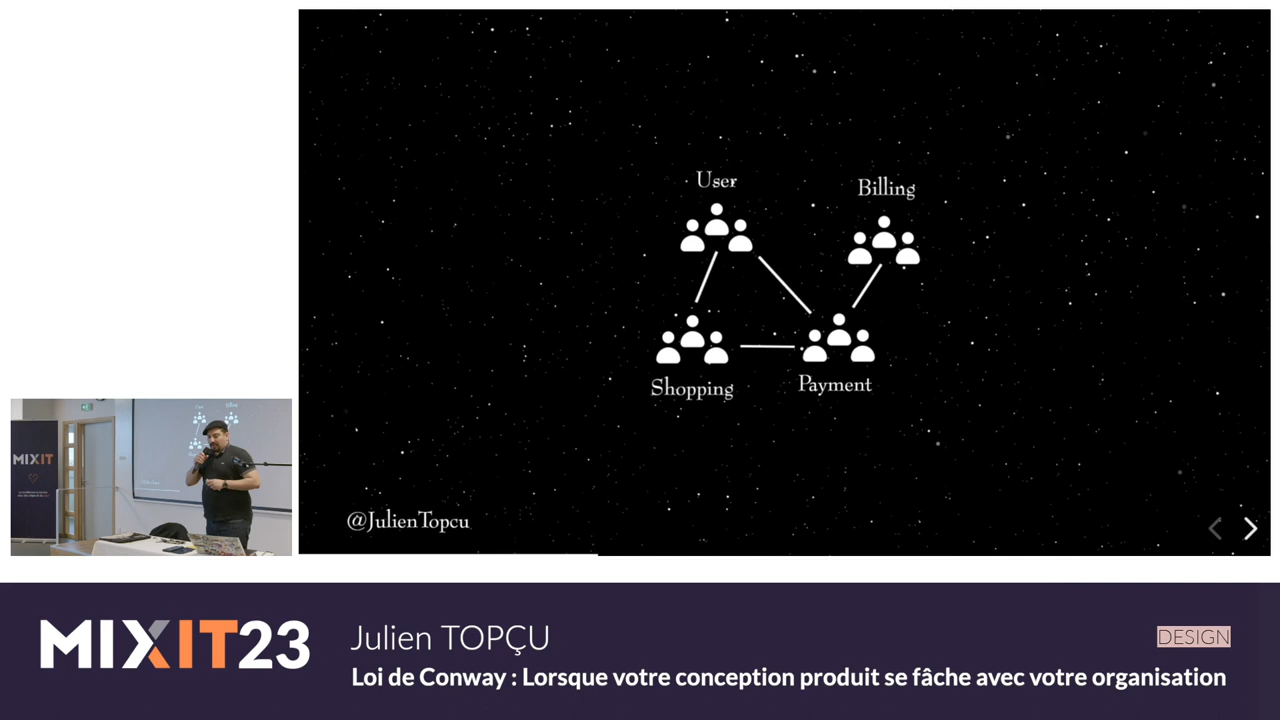 User
Billing
Shopping
Payment
@JulienTopcu
MIXIT
MIXIT23
Julien TOPÇU
DESIGN
Loi de Conway : Lorsque votre conception produit se fâche avec votre organisation